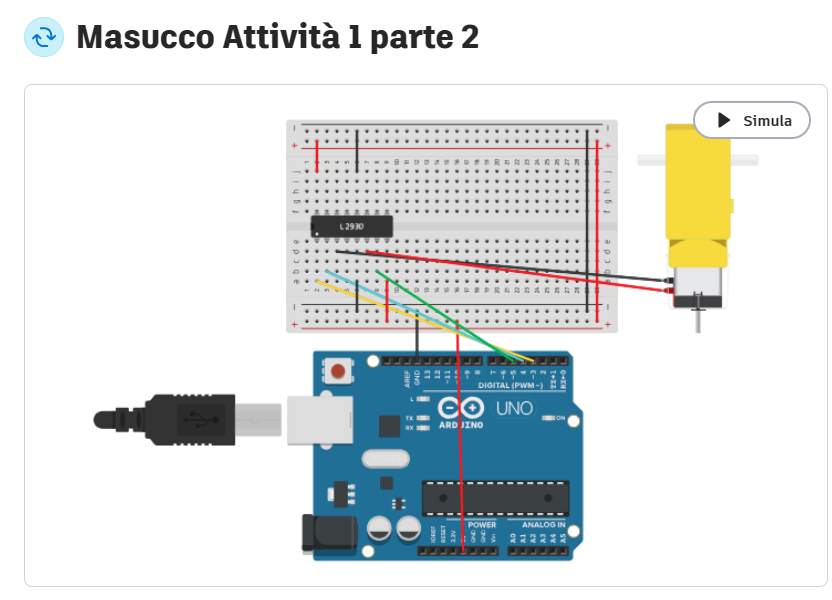 Masucco Attività 1 parte 2
Simula
L293D
AREF
GND
13
12
~11
~9
8
7
~6
~5
4
~3
2
TX→1
RX←0
DIGITAL (PWM~)
L
TX
RX
ARDUINO
UNO
ON
IOREF
RESET
3.3V
GND
GND
Vin
POWER
ANALOG IN
A0
A1
A2
A3
A4
A5